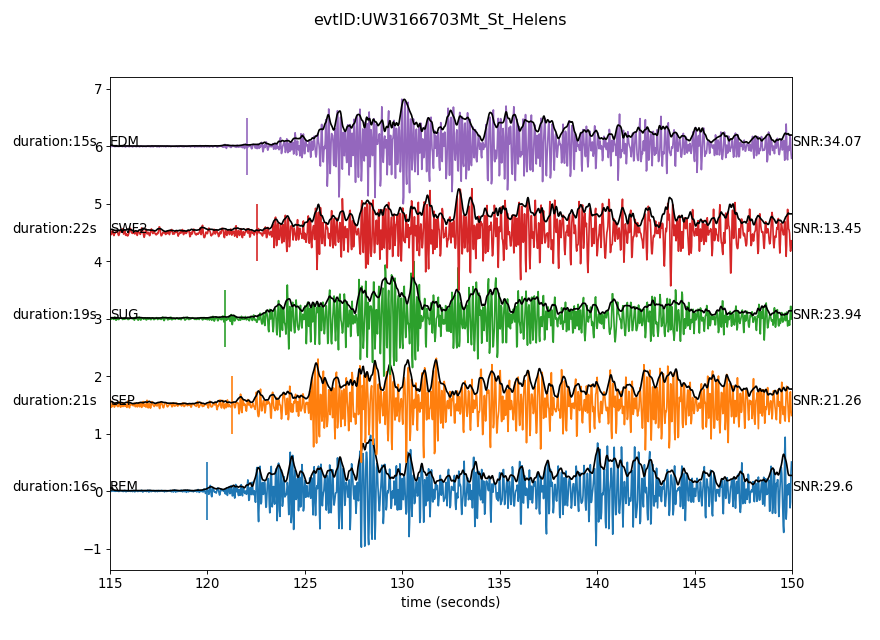 evtID:UW3166703Mt_St_Helens
7
duration:15s EDM 6 SNR:34.07
5
duration:22s SWF2 SNR:13.45
4
duration:19s SUG 3 SNR:23.94
2
duration:21s SEP SNR:21.26
1
duration:16s REM 0 SNR:29.6
−1
115 120 125 130 135 140 145 150
time (seconds)